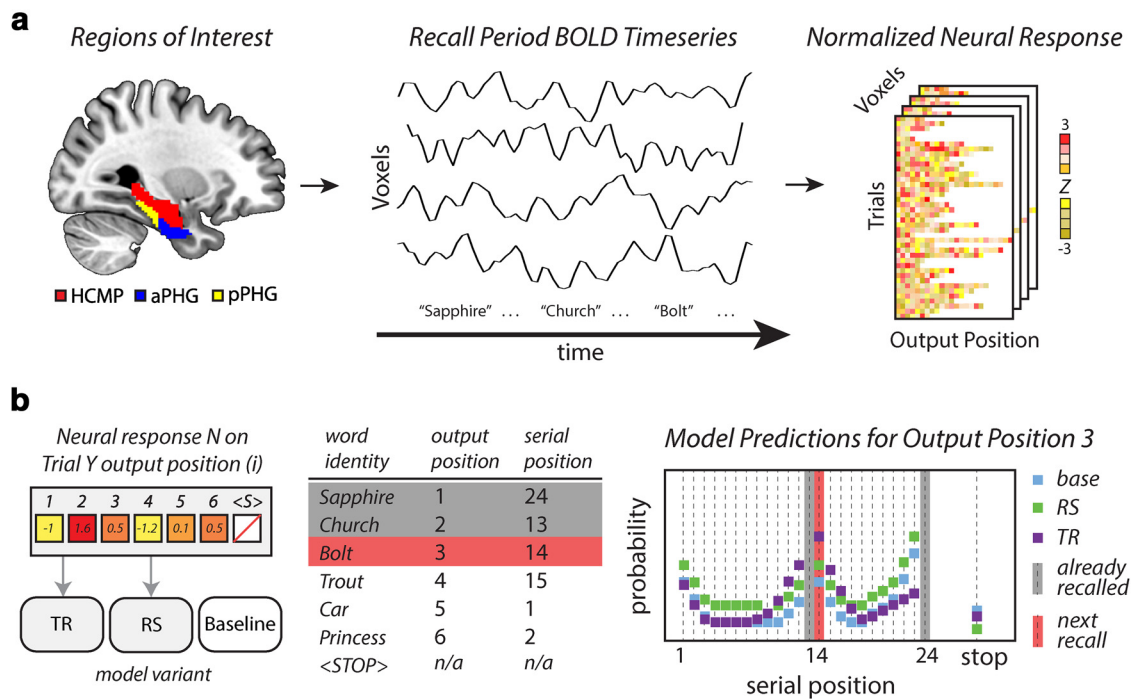 a
Regions of Interest
Recall Period BOLD Timeseries
Normalized Neural Response
Voxels
HCMP aPHG pPHG
"Sapphire" ... "Church" ... "Bolt" ...
time
Voxels
Trials
Output Position
3
Z
-3
b
Neural response N on
Trial Y output position (i)
1 2 3 4 5 6 <S>
-1 1.6 0.5 -1.2 0.1 0.5
TR RS Baseline
model variant
word identity output position serial position
Sapphire 1 24
Church 2 13
Bolt 3 14
Trout 4 15
Car 5 1
Princess 6 2
<STOP> n/a n/a
Model Predictions for Output Position 3
probability
1 14 24 stop
serial position
base
RS
TR
already
recalled
next
recall